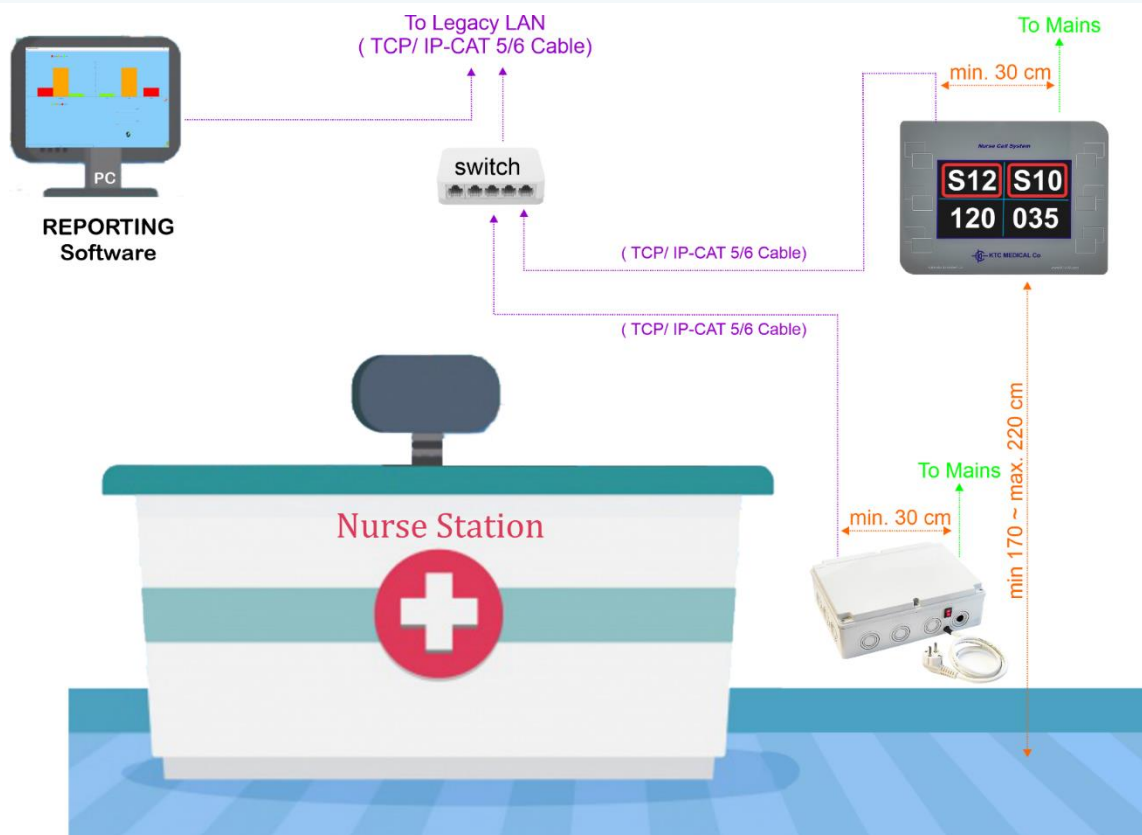 To Legacy LAN
( TCP/ IP-CAT 5/6 Cable)
To Mains
min. 30 cm
switch
Nurse Call System
S12 S10
120 035
KTC MEDICAL Co
PC
REPORTING
Software
( TCP/ IP-CAT 5/6 Cable)
( TCP/ IP-CAT 5/6 Cable)
min 170 ~ max. 220 cm
To Mains
min. 30 cm
Nurse Station